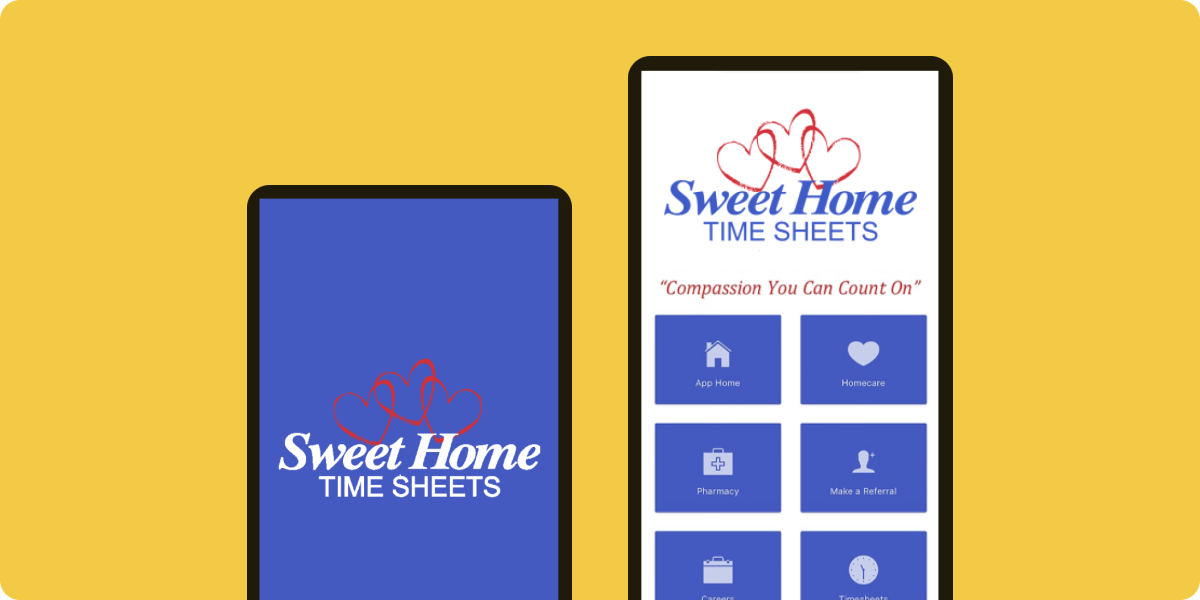 Sweet Home
TIME SHEETS
Sweet Home
TIME SHEETS
“Compassion You Can Count On”
App Home
Homecare
Pharmacy
Make a Referral
Careers
Timesheets